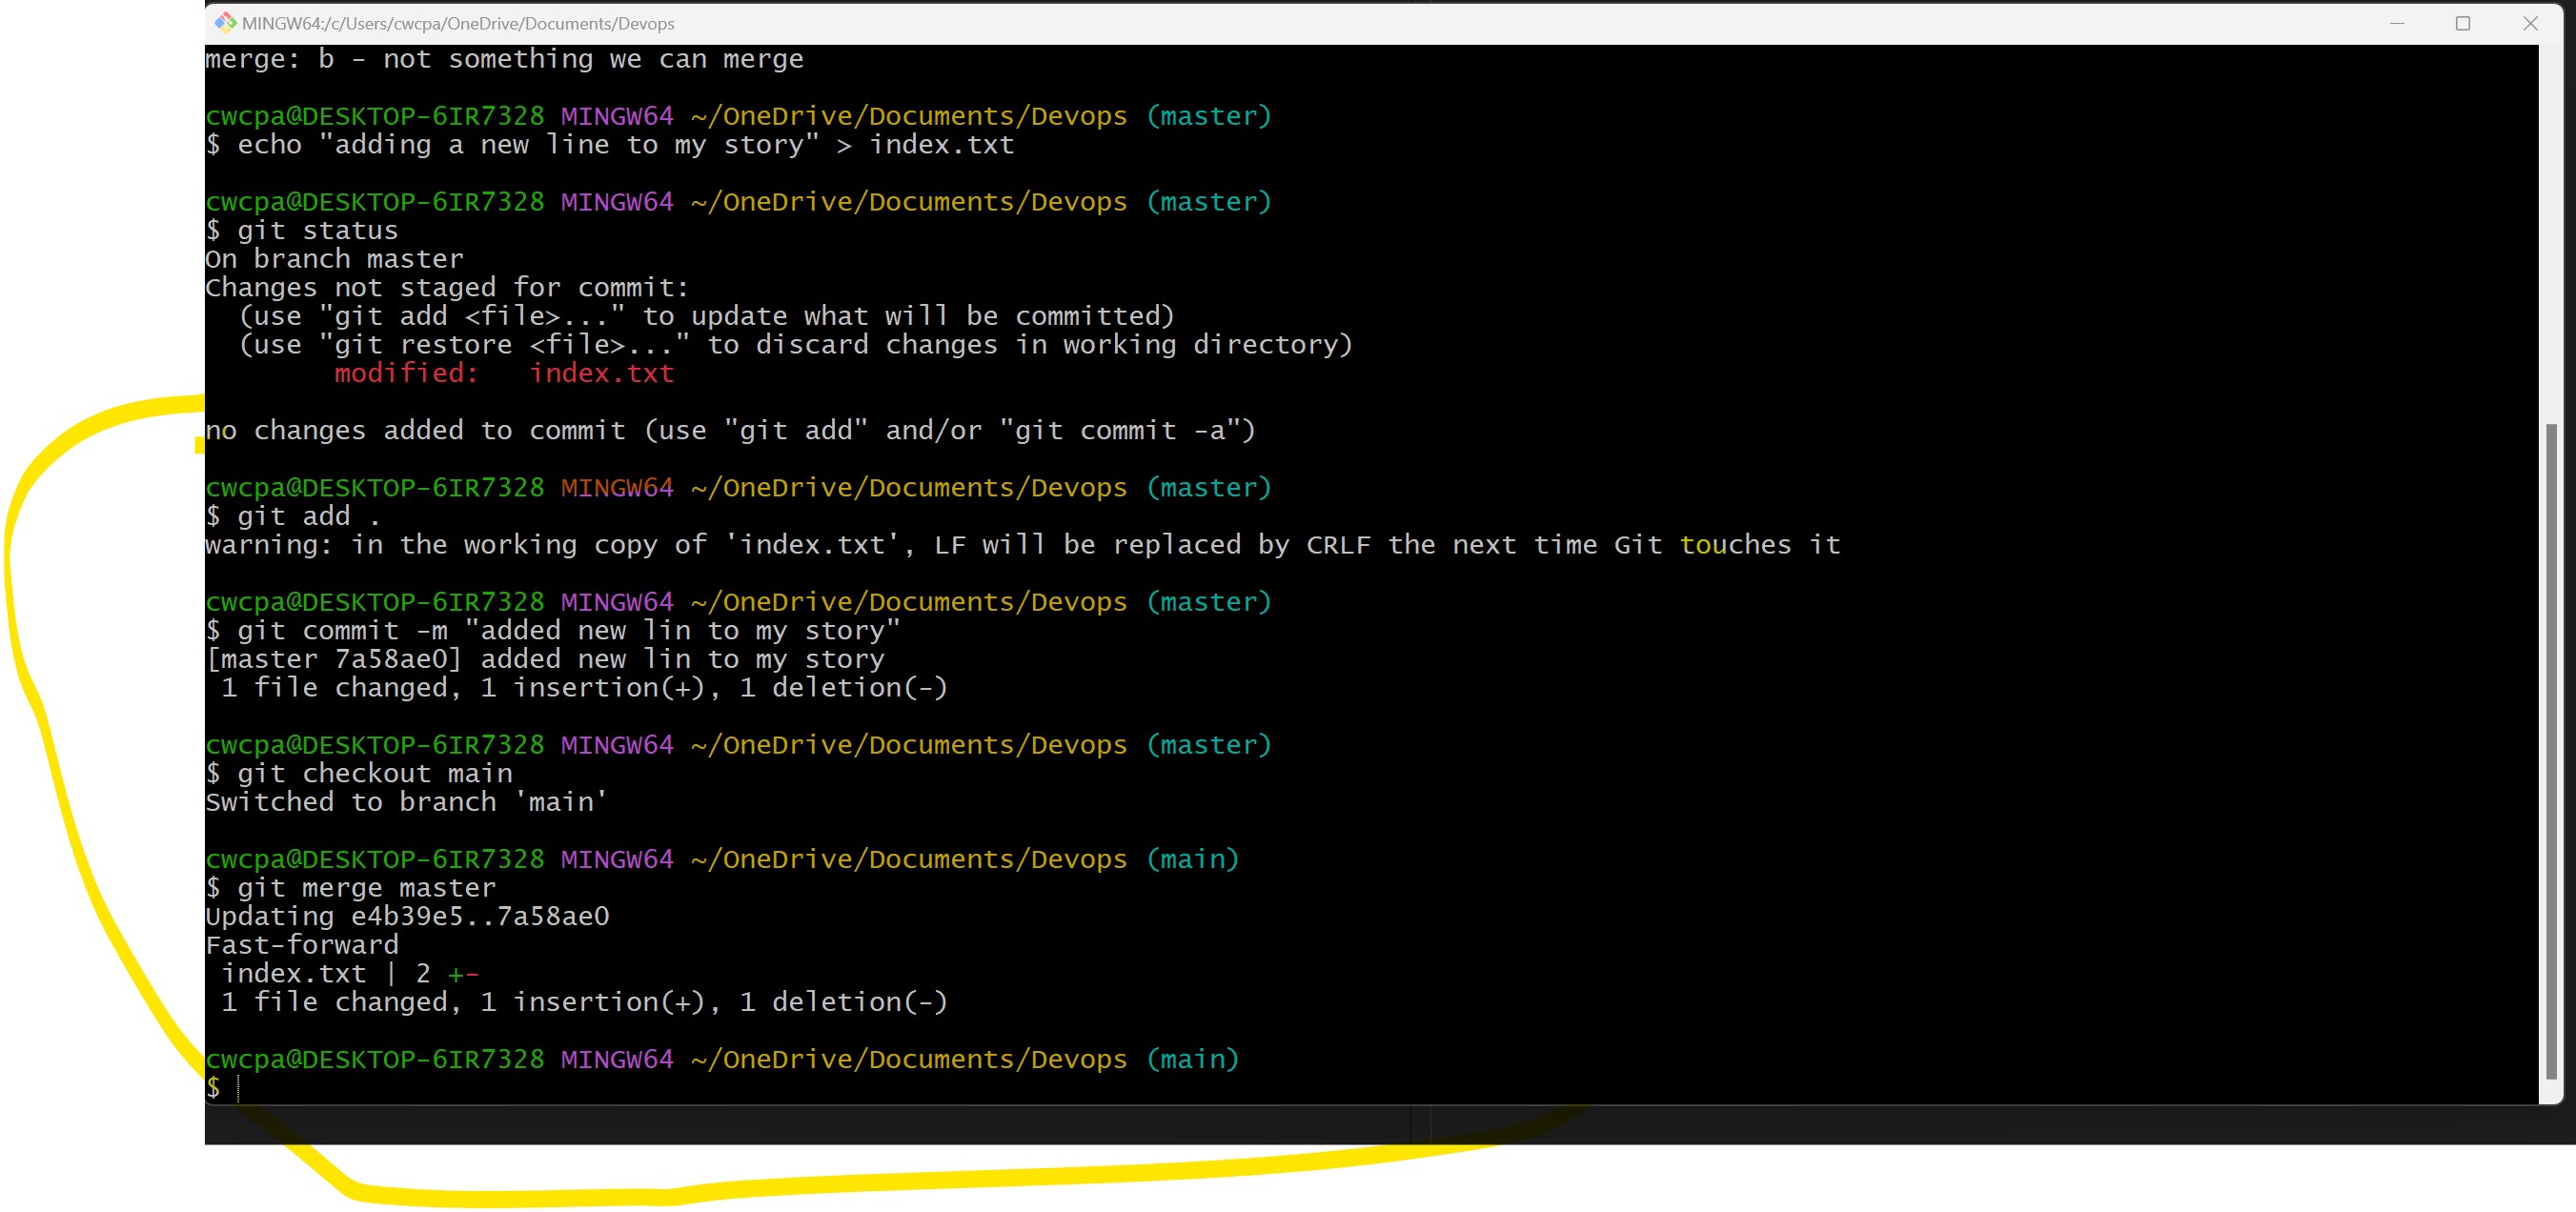 MINGW64:/c/Users/cwcpa/OneDrive/Documents/Devops
merge: b - not something we can merge
cwcpa@DESKTOP-6IR7328 MINGW64 ~/OneDrive/Documents/Devops (master)
$ echo "adding a new line to my story" > index.txt
cwcpa@DESKTOP-6IR7328 MINGW64 ~/OneDrive/Documents/Devops (master)
$ git status
On branch master
Changes not staged for commit:
  (use "git add <file>..." to update what will be committed)
  (use "git restore <file>..." to discard changes in working directory)
        modified:   index.txt
no changes added to commit (use "git add" and/or "git commit -a")
cwcpa@DESKTOP-6IR7328 MINGW64 ~/OneDrive/Documents/Devops (master)
$ git add .
warning: in the working copy of 'index.txt', LF will be replaced by CRLF the next time Git touches it
cwcpa@DESKTOP-6IR7328 MINGW64 ~/OneDrive/Documents/Devops (master)
$ git commit -m "added new lin to my story"
[master 7a58ae0] added new lin to my story
 1 file changed, 1 insertion(+), 1 deletion(-)
cwcpa@DESKTOP-6IR7328 MINGW64 ~/OneDrive/Documents/Devops (master)
$ git checkout main
Switched to branch 'main'
cwcpa@DESKTOP-6IR7328 MINGW64 ~/OneDrive/Documents/Devops (main)
$ git merge master
Updating e4b39e5..7a58ae0
Fast-forward
 index.txt | 2 +-
 1 file changed, 1 insertion(+), 1 deletion(-)
cwcpa@DESKTOP-6IR7328 MINGW64 ~/OneDrive/Documents/Devops (main)
$